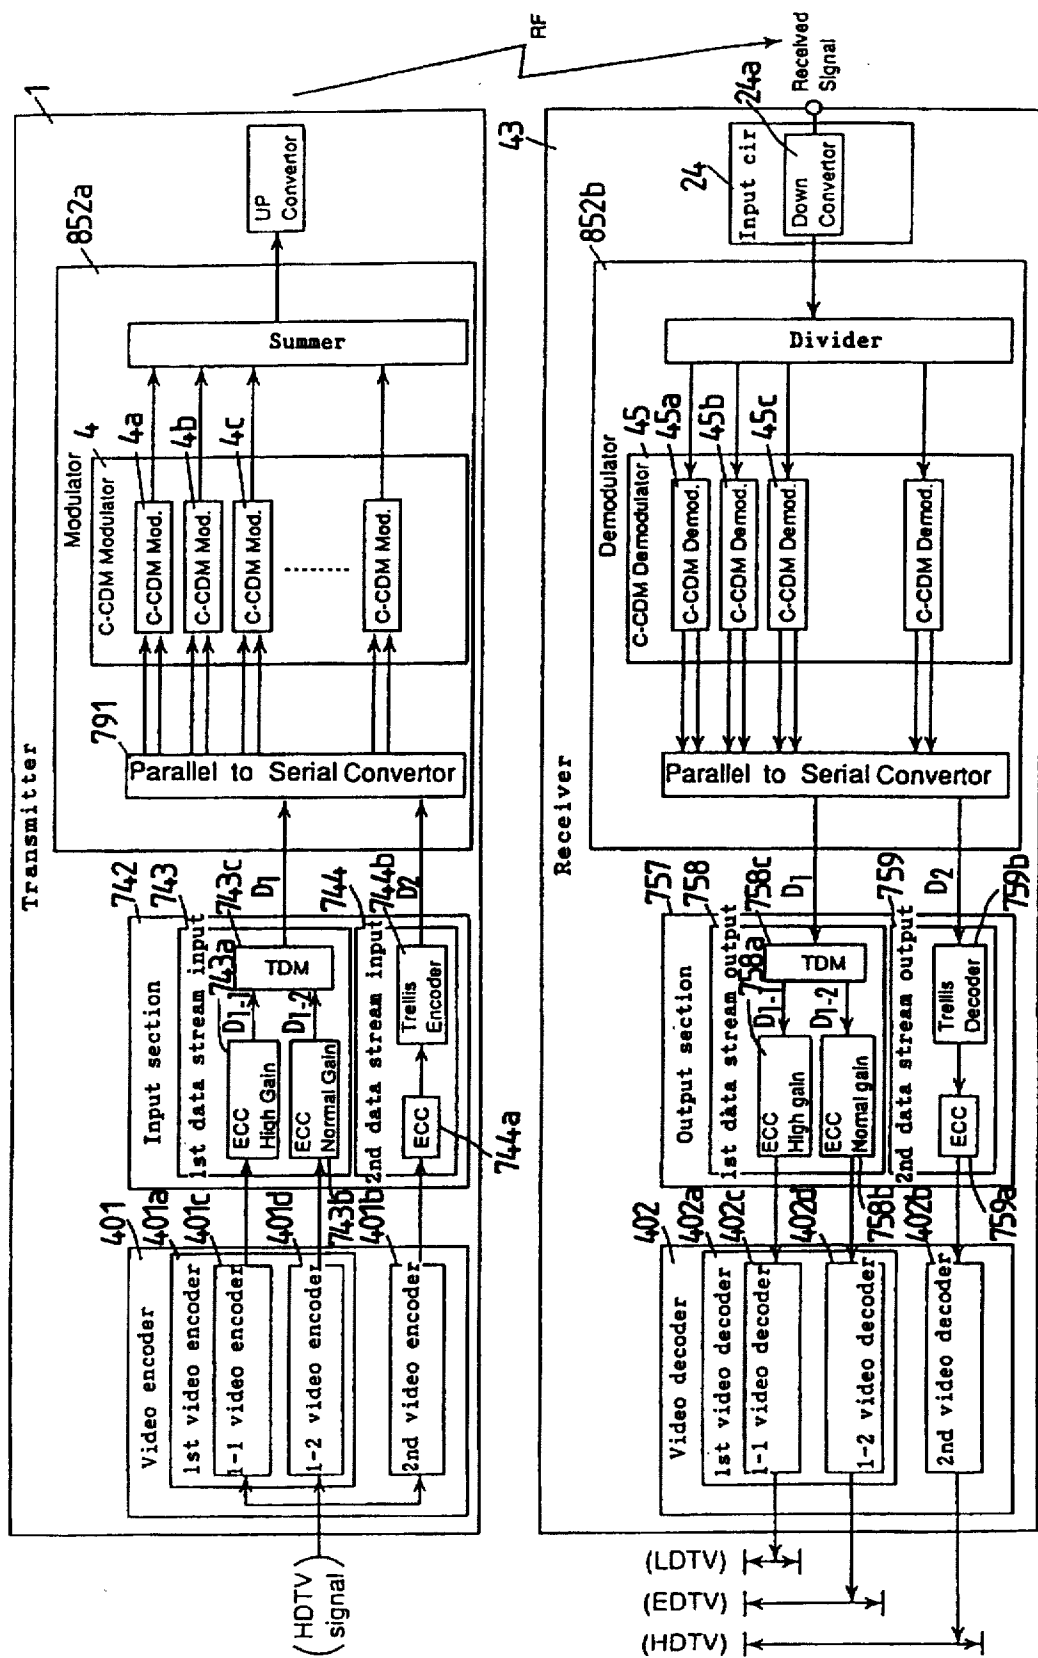 Transmitter
1
(HDTV signal)
401
Video encoder
401a
1st video encoder
401c
1-1 video encoder
401d
1-2 video encoder
401b
2nd video encoder
742
Input section
743
1st data stream input
743a
ECC
High Gain
743b
ECC
Normal Gain
D1-1
D1-2
743c
TDM
744
2nd data stream input
744a
ECC
744b
Trellis
Encoder
D1
D2
852a
Modulator
791
Parallel to Serial Convertor
4
C-CDM Modulator
4a
C-CDM Mod.
4b
C-CDM Mod.
4c
C-CDM Mod.
C-CDM Mod.
Summer
UP
Convertor
RF
Receiver
43
Received
Signal
24
Input cir
24a
Down
Convertor
852b
Demodulator
Divider
45
C-CDM Demodulator
45a
C-CDM Demod.
45b
C-CDM Demod.
45c
C-CDM Demod.
C-CDM Demod.
Parallel to Serial Convertor
D1
D2
757
Output section
758
1st data stream output
758c
TDM
D1-1
D1-2
758a
ECC
High gain
758b
ECC
Nomal gain
759
2nd data stream output
759b
Trellis
Decoder
759a
ECC
402
Video decoder
402a
1st video decoder
402c
1-1 video decoder
402d
1-2 video decoder
402b
2nd video decoder
(LDTV)
(EDTV)
(HDTV)